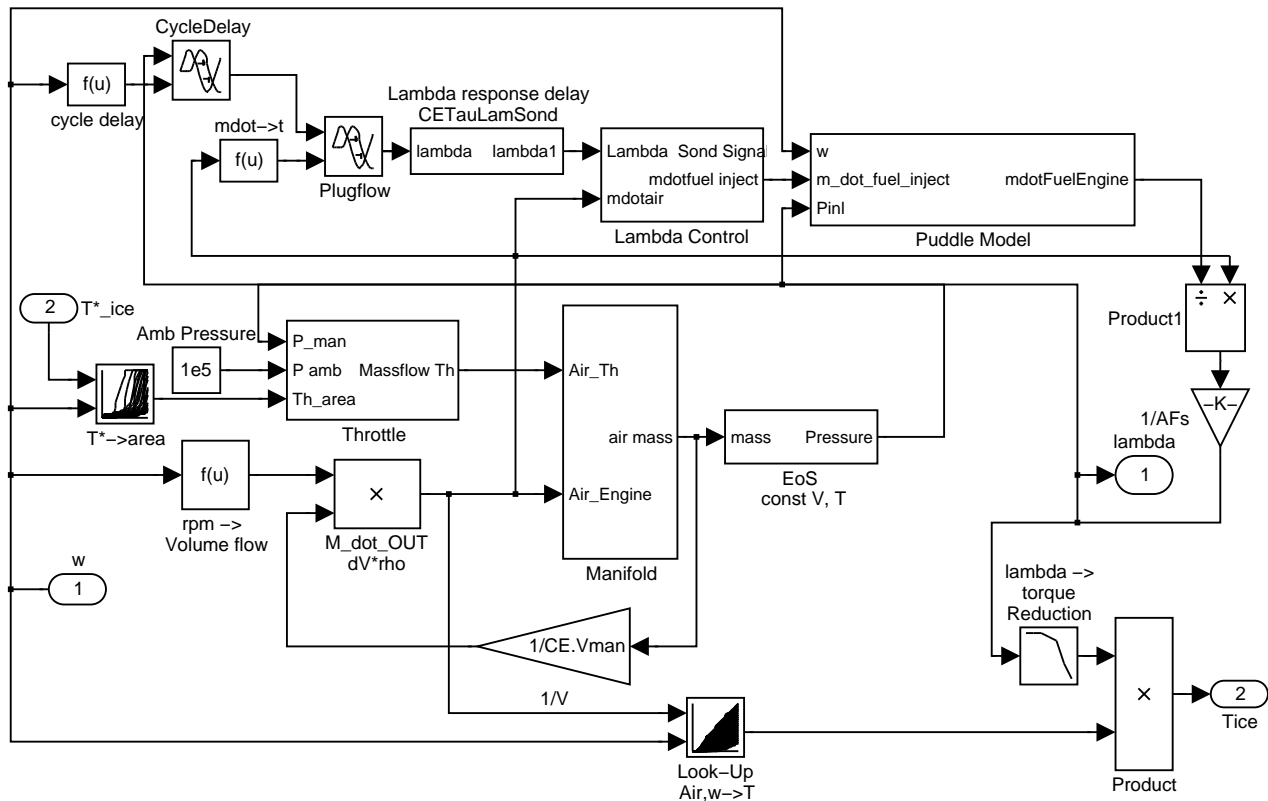 CycleDelay
f(u)
cycle delay
mdot−>t
f(u)
Plugflow
Lambda response delay
CETauLamSond
lambda lambda1
Lambda Sond Signal
mdotfuel inject
mdotair
Lambda Control
w
m_dot_fuel_inject mdotFuelEngine
Pinl
Puddle Model
÷ ×
Product1
2
T*_ice
Amb Pressure
1e5
T*−>area
P_man
P amb Massflow Th
Th_area
Throttle
Air_Th
air mass
Air_Engine
Manifold
mass Pressure
EoS
const V, T
−K−
1/AFs
lambda
1
f(u)
rpm −>
Volume flow
×
M_dot_OUT
dV*rho
w
1
1/CE.Vman
1/V
lambda −>
torque
Reduction
×
Product
2
Tice
Look−Up
Air,w−>T